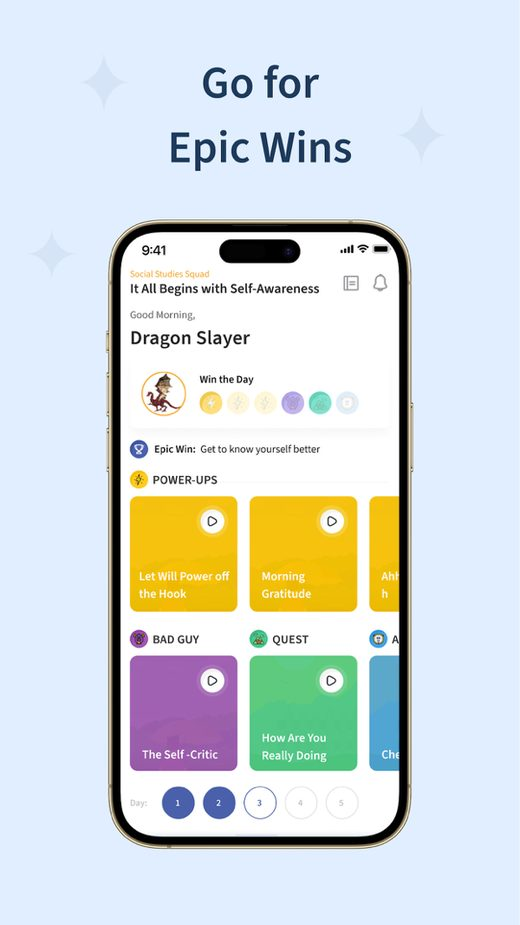 Go for
Epic Wins
9:41
Social Studies Squad
It All Begins with Self-Awareness
Good Morning,
Dragon Slayer
Win the Day
Epic Win: Get to know yourself better
POWER-UPS
Let Will Power off
the Hook
Morning
Gratitude
Ahh
h
BAD GUY
QUEST
A
The Self -Critic
How Are You
Really Doing
Che
Day: 1 2 3 4 5